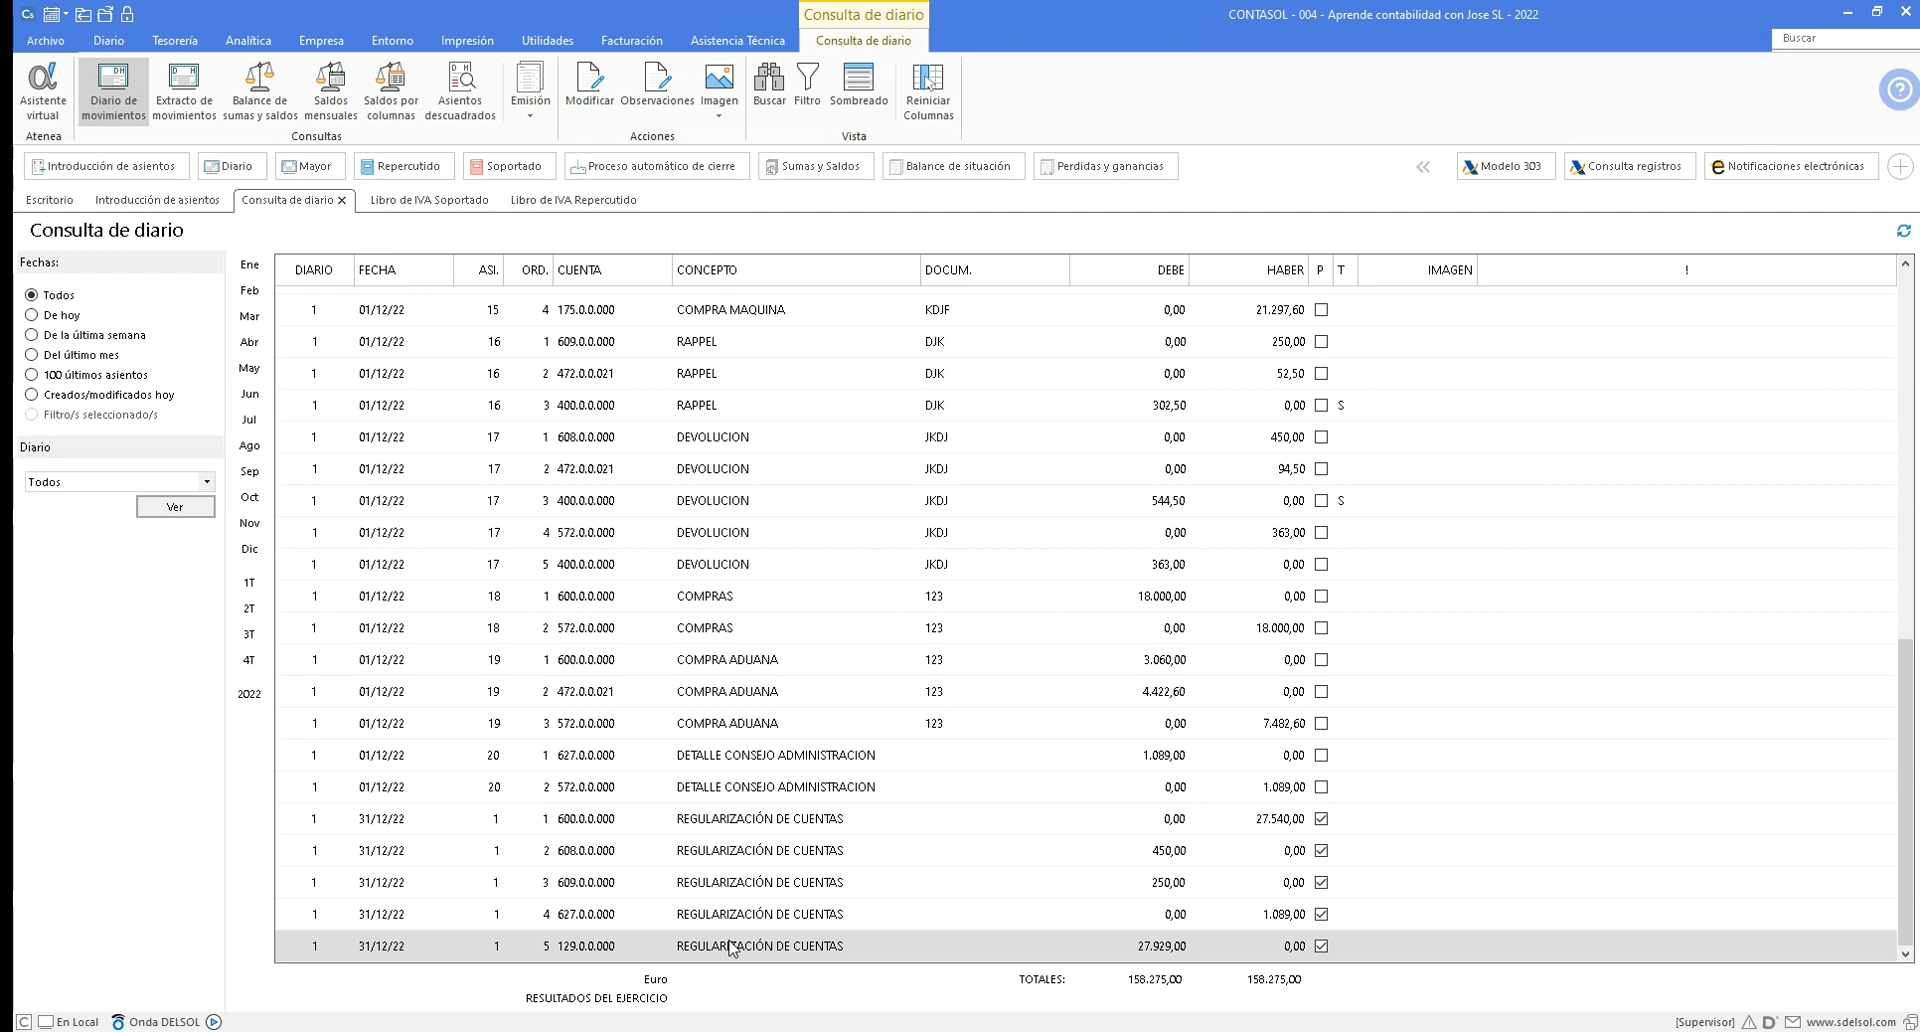 Cs
Consulta de diario
CONTASOL - 004 - Aprende contabilidad con Jose SL - 2022
Archivo Diario Tesorería Analítica Empresa Entorno Impresión Utilidades Facturación Asistencia Técnica Consulta de diario
Buscar
Asistente virtual
Diario de movimientos
Extracto de movimientos
Balance de sumas y saldos
Saldos mensuales
Saldos por columnas
Asientos descuadrados
Emisión
Modificar
Observaciones
Imagen
Buscar
Filtro
Sombreado
Reiniciar Columnas
Atenea Consultas Acciones Vista
Introducción de asientos Diario Mayor Repercutido Soportado Proceso automático de cierre Sumas y Saldos Balance de situación Perdidas y ganancias Modelo 303 Consulta registros Notificaciones electrónicas
Escritorio Introducción de asientos Consulta de diario Libro de IVA Soportado Libro de IVA Repercutido
Consulta de diario
Fechas:
Todos
De hoy
De la última semana
Del último mes
100 últimos asientos
Creados/modificados hoy
Filtro/s seleccionado/s
Diario
Todos
Ver
Ene
Feb
Mar
Abr
May
Jun
Jul
Ago
Sep
Oct
Nov
Dic
1T
2T
3T
4T
2022
DIARIO FECHA ASI. ORD. CUENTA CONCEPTO DOCUM. DEBE HABER P T IMAGEN !
1 01/12/22 15 4 175.0.0.000 COMPRA MAQUINA KDJF 0,00 21.297,60
1 01/12/22 16 1 609.0.0.000 RAPPEL DJK 0,00 250,00
1 01/12/22 16 2 472.0.0.021 RAPPEL DJK 0,00 52,50
1 01/12/22 16 3 400.0.0.000 RAPPEL DJK 302,50 0,00 S
1 01/12/22 17 1 608.0.0.000 DEVOLUCION JKDJ 0,00 450,00
1 01/12/22 17 2 472.0.0.021 DEVOLUCION JKDJ 0,00 94,50
1 01/12/22 17 3 400.0.0.000 DEVOLUCION JKDJ 544,50 0,00 S
1 01/12/22 17 4 572.0.0.000 DEVOLUCION JKDJ 0,00 363,00
1 01/12/22 17 5 400.0.0.000 DEVOLUCION JKDJ 363,00 0,00
1 01/12/22 18 1 600.0.0.000 COMPRAS 123 18.000,00 0,00
1 01/12/22 18 2 572.0.0.000 COMPRAS 123 0,00 18.000,00
1 01/12/22 19 1 600.0.0.000 COMPRA ADUANA 123 3.060,00 0,00
1 01/12/22 19 2 472.0.0.021 COMPRA ADUANA 123 4.422,60 0,00
1 01/12/22 19 3 572.0.0.000 COMPRA ADUANA 123 0,00 7.482,60
1 01/12/22 20 1 627.0.0.000 DETALLE CONSEJO ADMINISTRACION 1.089,00 0,00
1 01/12/22 20 2 572.0.0.000 DETALLE CONSEJO ADMINISTRACION 0,00 1.089,00
1 31/12/22 1 1 600.0.0.000 REGULARIZACIÓN DE CUENTAS 0,00 27.540,00
1 31/12/22 1 2 608.0.0.000 REGULARIZACIÓN DE CUENTAS 450,00 0,00
1 31/12/22 1 3 609.0.0.000 REGULARIZACIÓN DE CUENTAS 250,00 0,00
1 31/12/22 1 4 627.0.0.000 REGULARIZACIÓN DE CUENTAS 0,00 1.089,00
1 31/12/22 1 5 129.0.0.000 REGULARIZACIÓN DE CUENTAS 27.929,00 0,00
Euro TOTALES: 158.275,00 158.275,00
RESULTADOS DEL EJERCICIO
C En Local Onda DELSOL [Supervisor] D www.sdelsol.com